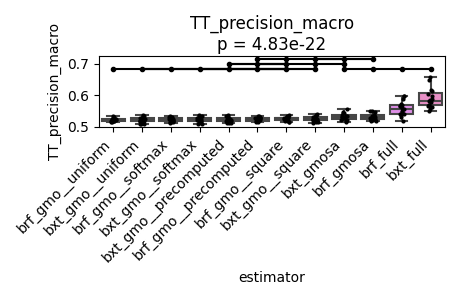 TT_precision_macro
p = 4.83e-22
TT_precision_macro
0.7
0.6
0.5
brf_gmo__uniform
bxt_gmo__uniform
brf_gmo__softmax
bxt_gmo__softmax
bxt_gmo__precomputed
brf_gmo__precomputed
brf_gmo__square
bxt_gmo__square
bxt_gmosa
brf_gmosa
brf_full
bxt_full
estimator